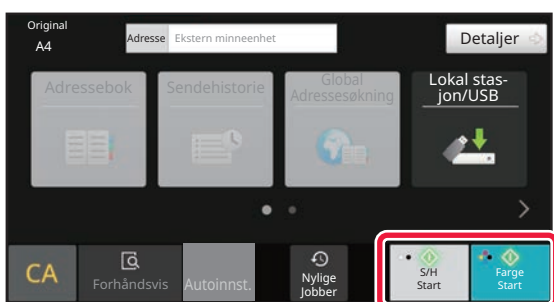 Original
A4
Adresse Ekstern minneenhet
Detaljer
Adressebok
Sendehistorie
Global
Adressesøkning
Lokal stas-
jon/USB
CA
Forhåndsvis
Autoinnst.
Nylige
Jobber
S/H
Start
Farge
Start